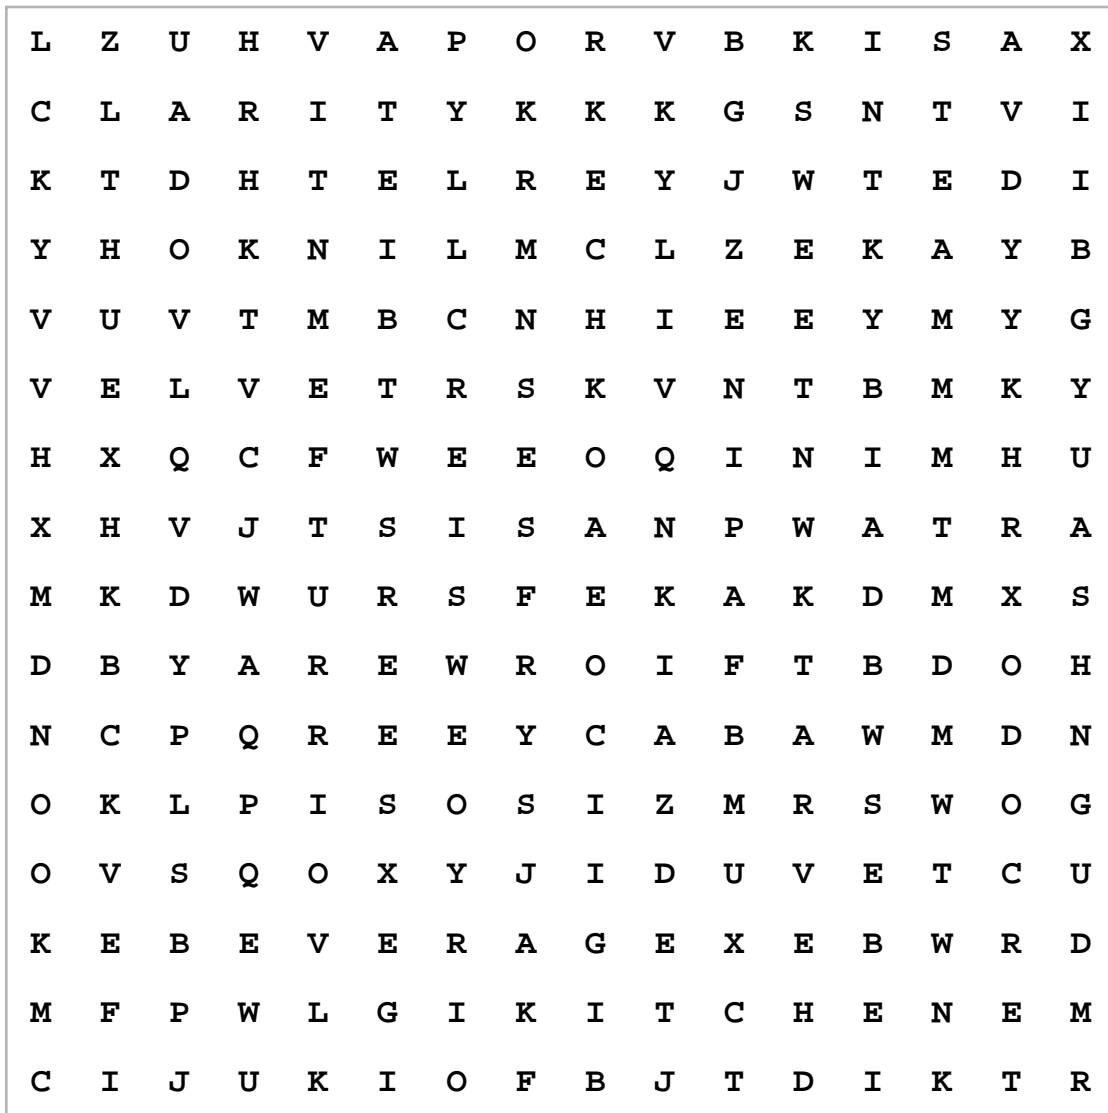 L Z U H V A P O R V B K I S A X
C L A R I T Y K K K G S N T V I
K T D H T E L R E Y J W T E D I
Y H O K N I L M C L Z E K A Y B
V U V T M B C N H I E E Y M Y G
V E L V E T R S K V N T B M K Y
H X Q C F W E E O Q I N I M H U
X H V J T S I S A N P W A T R A
M K D W U R S F E K A K D M X S
D B Y A R E W R O I F T B D O H
N C P Q R E E Y C A B A W M D N
O K L P I S O S I Z M R S W O G
O V S Q O X Y J I D U V E T C U
K E B E V E R A G E X E B W R D
M F P W L G I K I T C H E N E M
C I J U K I O F B J T D I K T R